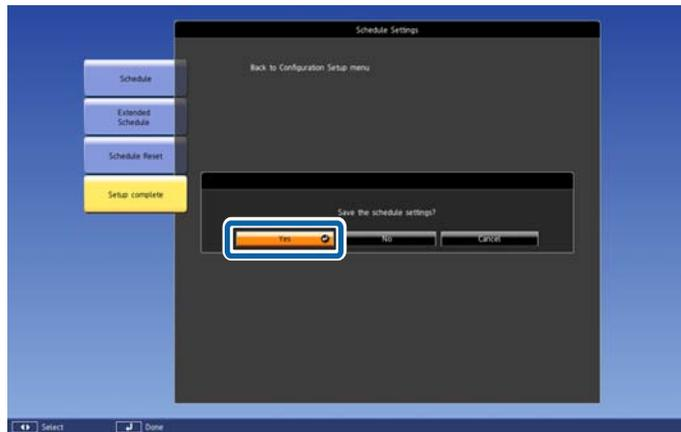 Schedule Settings
Back to Configuration Setup menu
Schedule
Extended
Schedule
Schedule Reset
Setup complete
Save the schedule settings?
Yes No Cancel
Select Done